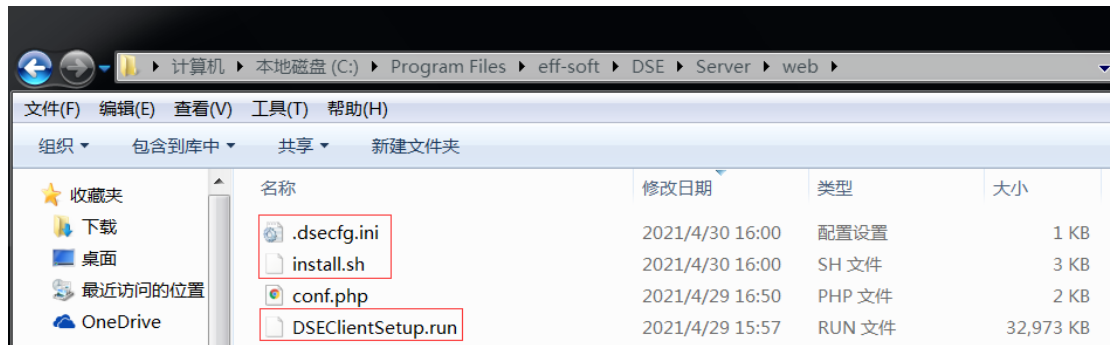 计算机 本地磁盘 (C:) Program Files eff-soft DSE Server web
文件(F) 编辑(E) 查看(V) 工具(T) 帮助(H)
组织 包含到库中 共享 新建文件夹
收藏夹 名称 修改日期 类型 大小
下载 .dsecfg.ini 2021/4/30 16:00 配置设置 1 KB
桌面 install.sh 2021/4/30 16:00 SH 文件 3 KB
最近访问的位置 conf.php 2021/4/29 16:50 PHP 文件 2 KB
OneDrive DSEClientSetup.run 2021/4/29 15:57 RUN 文件 32,973 KB